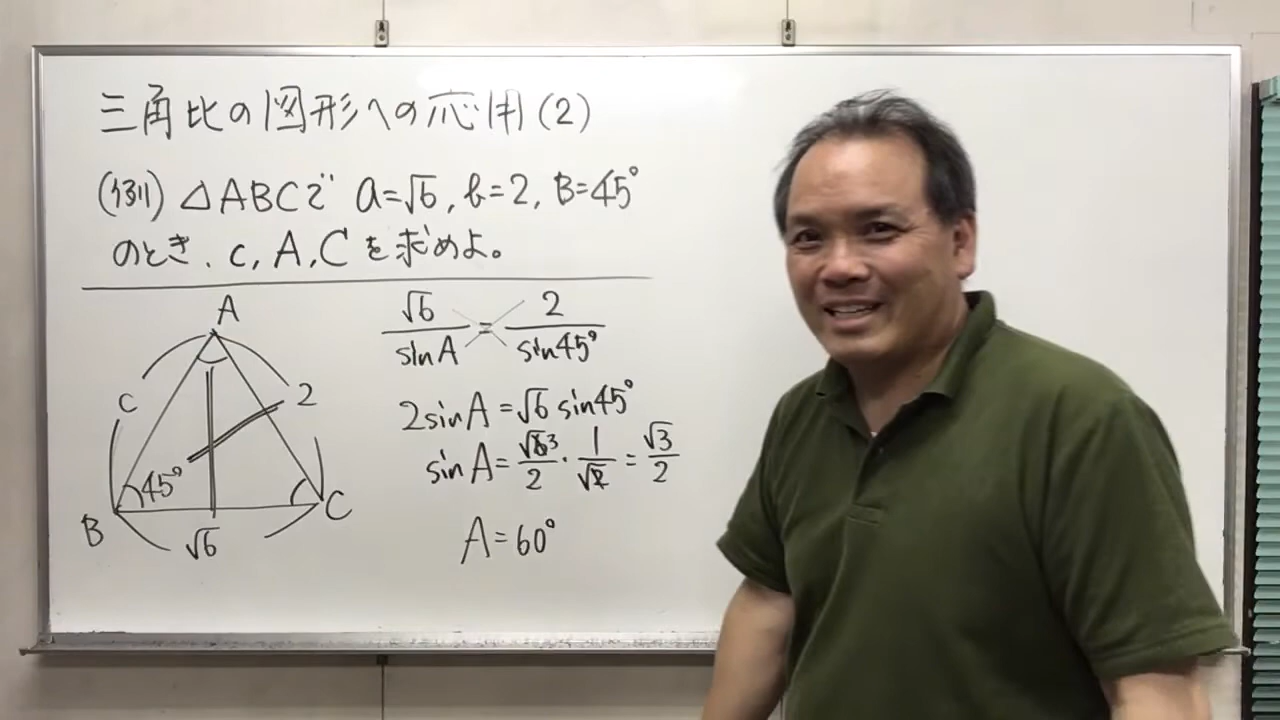 三角比の図形への応用(2)
(例) △ABCで a=√6, b=2, B=45°
のとき、c, A, Cを求めよ。
A
c
2
45°
B
√6
C
√6/sinA = 2/sin45°
2sinA=√6 sin45°
sinA=√6 3/2・1/√2=√3/2
A=60°